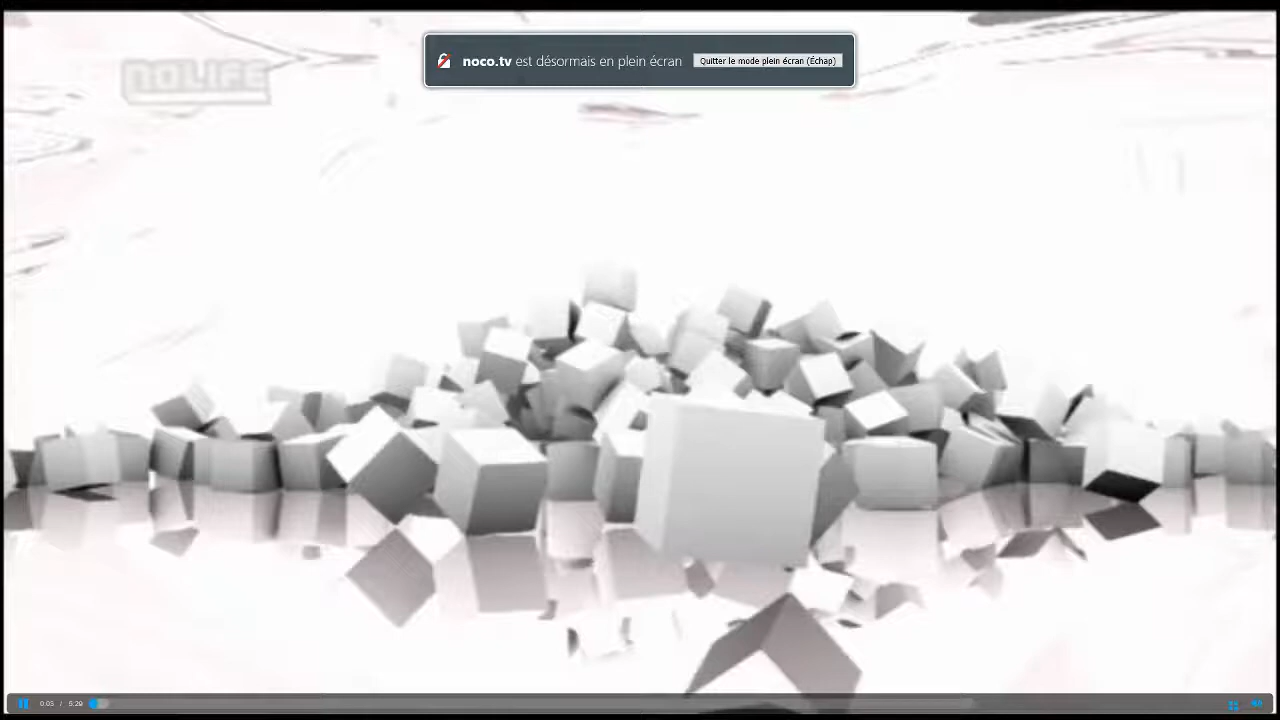 NOLIFE
noco.tv est désormais en plein écran
Quitter le mode plein écran (Échap)
0:05 / 5:29